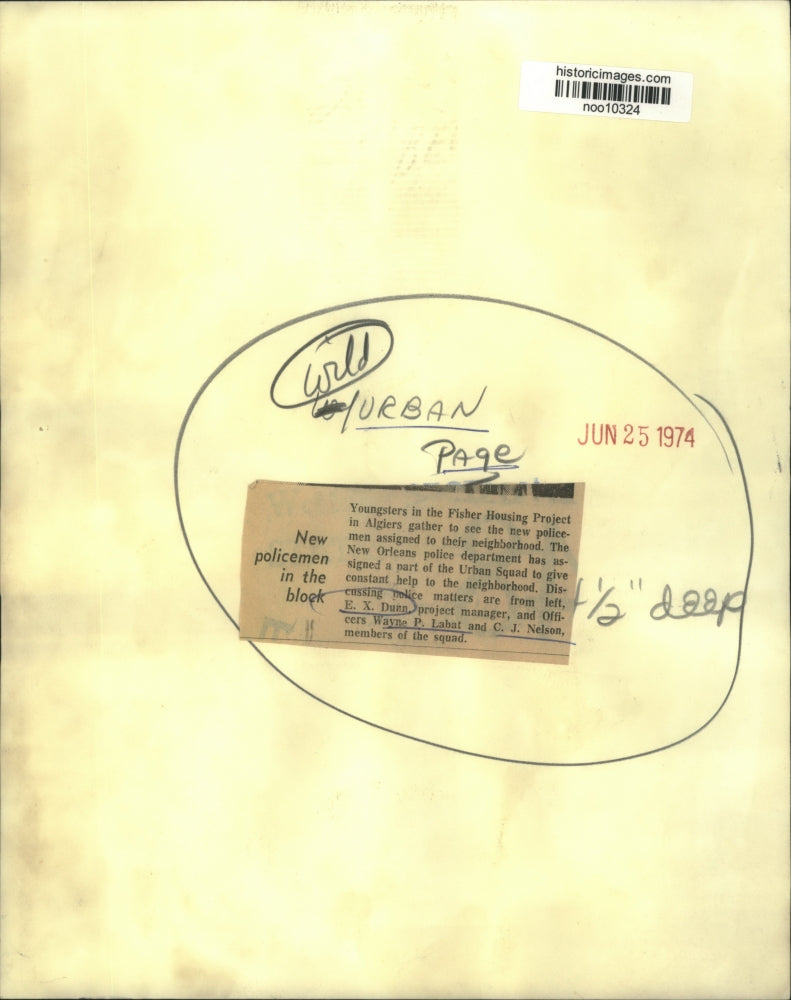 historicimages.com
noo10324
Wild
URBAN
PAGE
JUN 25 1974
New
policemen
in the
block
Youngsters in the Fisher Housing Project
in Algiers gather to see the new police-
men assigned to their neighborhood. The
New Orleans police department has as-
signed a part of the Urban Squad to give
constant help to the neighborhood. Dis-
cussing police matters are from left,
E. X. Dunn, project manager, and Offi-
cers Wayne P. Labat and C. J. Nelson,
members of the squad.
1/2" deep